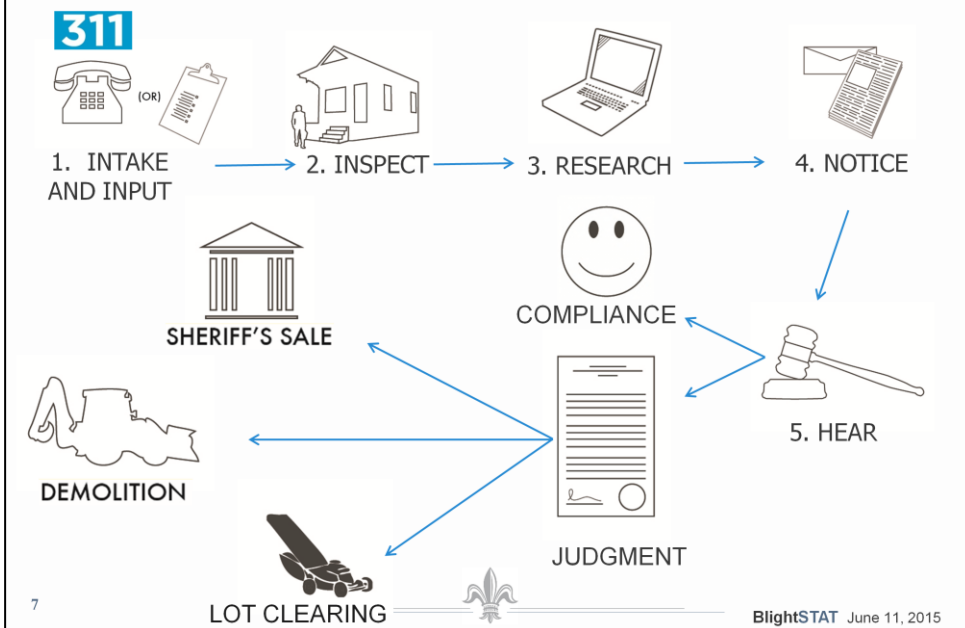 311
(OR)
1. INTAKE
AND INPUT
2. INSPECT
3. RESEARCH
4. NOTICE
COMPLIANCE
SHERIFF'S SALE
5. HEAR
DEMOLITION
JUDGMENT
LOT CLEARING
7
BlightSTAT June 11, 2015